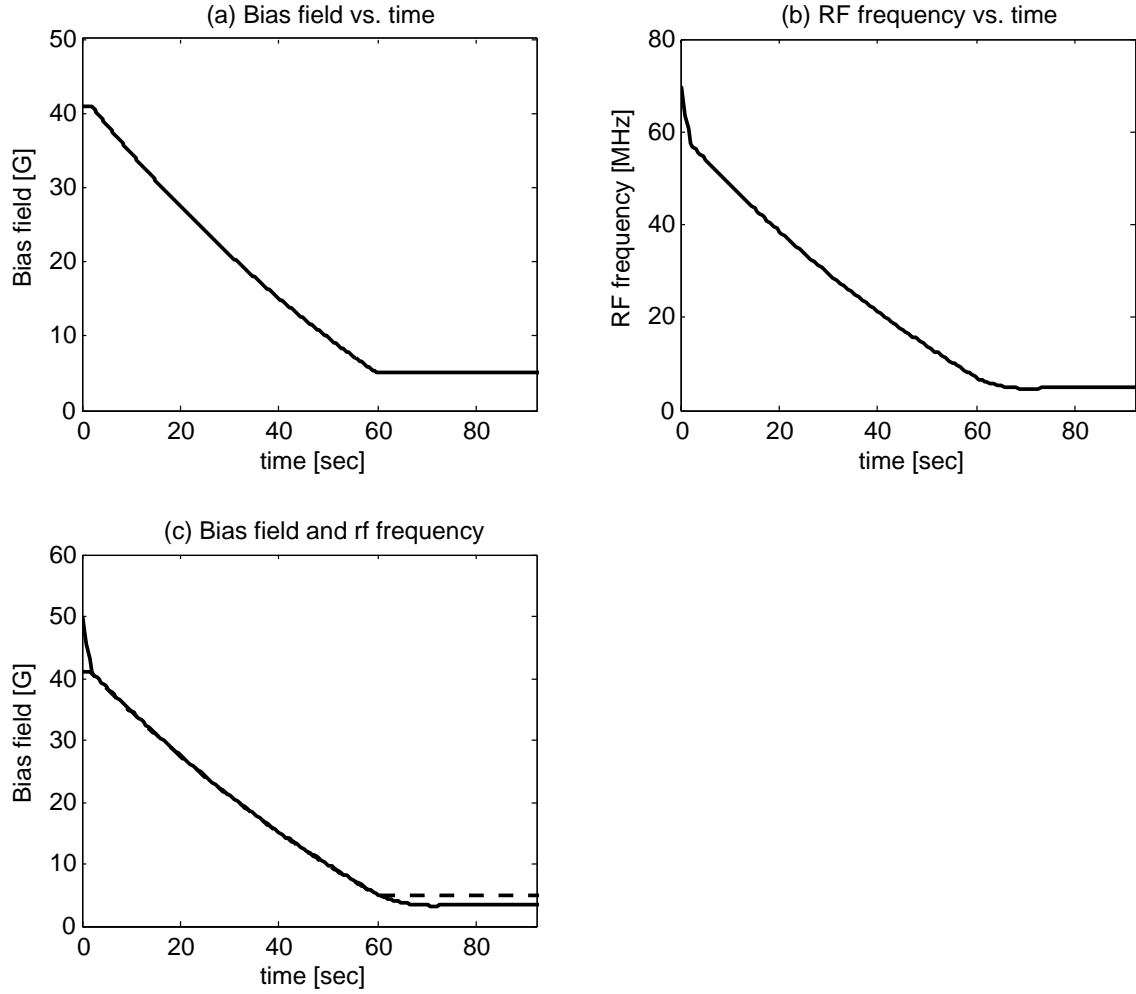 (a) Bias field vs. time
50
40
30
20
10
0
Bias field [G]
0 20 40 60 80
time [sec]
(b) RF frequency vs. time
80
60
40
20
0
RF frequency [MHz]
0 20 40 60 80
time [sec]
(c) Bias field and rf frequency
60
50
40
30
20
10
0
Bias field [G]
0 20 40 60 80
time [sec]